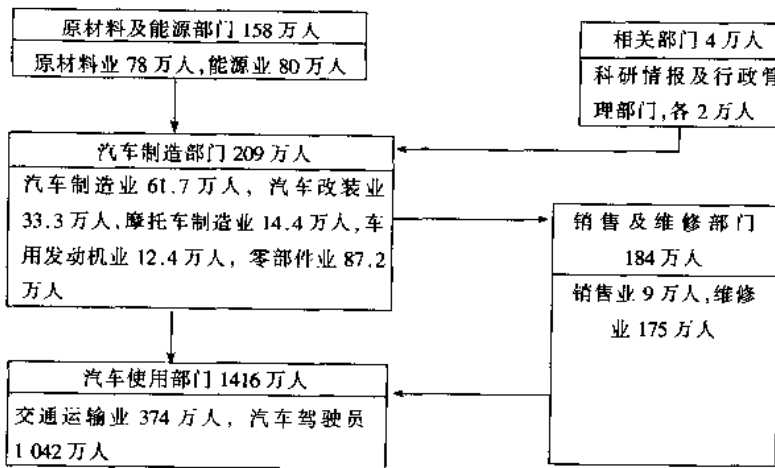 原材料及能源部门 158 万人
原材料业 78 万人,能源业 80 万人
相关部门 4 万人
科研情报及行政管
理部门,各 2 万人
汽车制造部门 209 万人
汽车制造业 61.7 万人, 汽车改装业
33.3 万人、摩托车制造业 14.4 万人,车
用发动机业 12.4 万人, 零部件业 87.2
万人
销售及维修部门
184 万人
销售业 9 万人,维修
业 175 万人
汽车使用部门 1416 万人
交通运输业 374 万人, 汽车驾驶员
1 042 万人